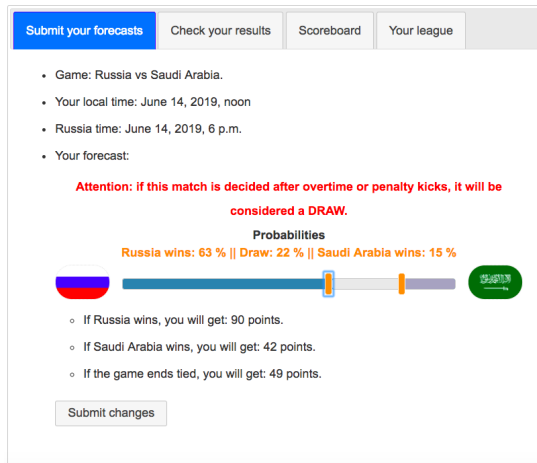 Submit your forecasts
Check your results
Scoreboard
Your league
Game: Russia vs Saudi Arabia.
Your local time: June 14, 2019, noon
Russia time: June 14, 2019, 6 p.m.
Your forecast:
Attention: if this match is decided after overtime or penalty kicks, it will be
considered a DRAW.
Probabilities
Russia wins: 63 % || Draw: 22 % || Saudi Arabia wins: 15 %
If Russia wins, you will get: 90 points.
If Saudi Arabia wins, you will get: 42 points.
If the game ends tied, you will get: 49 points.
Submit changes